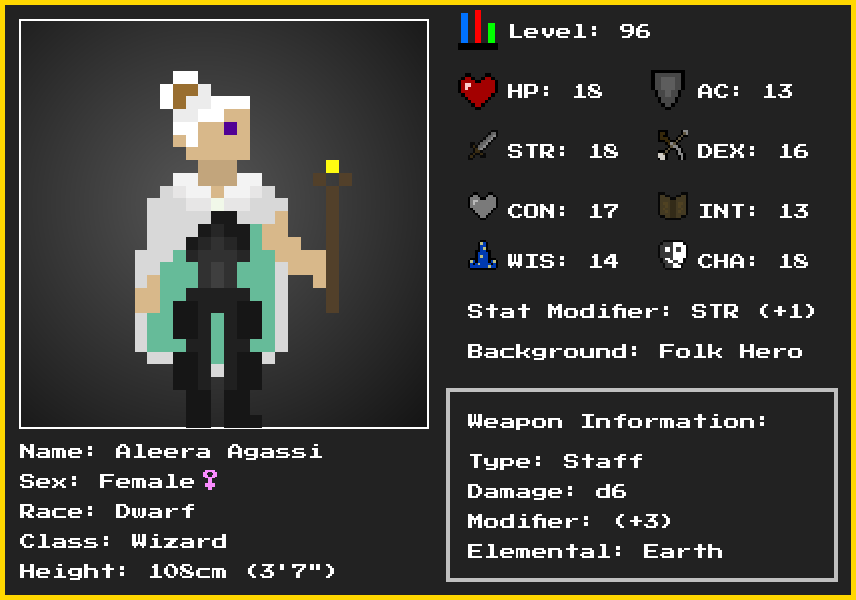 Level: 96
HP: 18
AC: 13
STR: 18
DEX: 16
CON: 17
INT: 13
WIS: 14
CHA: 18
Stat Modifier: STR (+1)
Background: Folk Hero
Weapon Information:
Type: Staff
Damage: d6
Modifier: (+3)
Elemental: Earth
Name: Aleera Agassi
Sex: Female♀
Race: Dwarf
Class: Wizard
Height: 108cm (3'7")